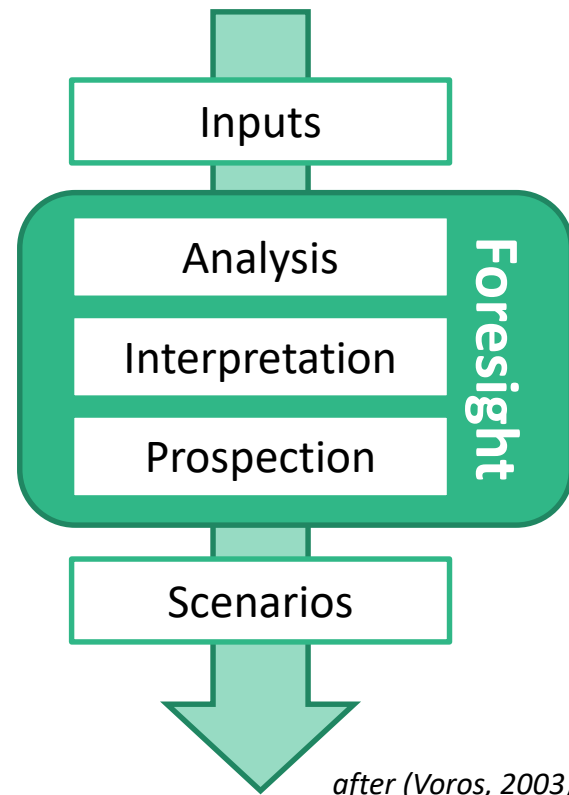 Inputs
Analysis
Interpretation
Prospection
Foresight
Scenarios
after (Voros, 2003)